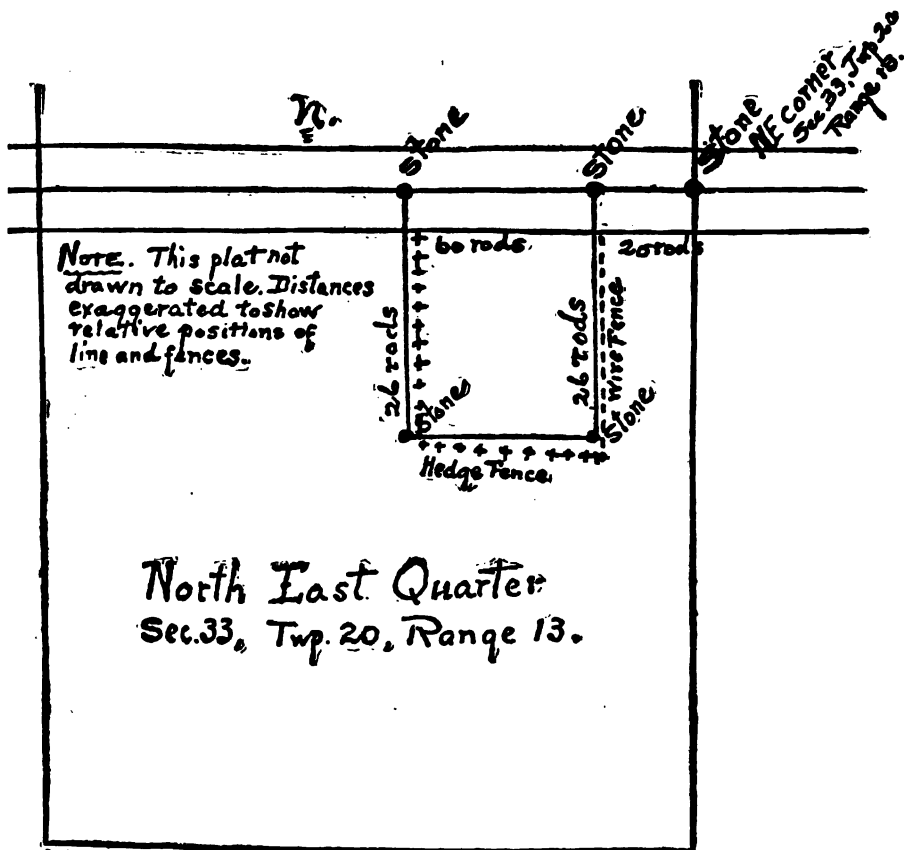 N.
Stone
Stone
Stone
NE Corner
Sec. 33, Twp. 20
Range 13.
60 rods.
20 rods
Note. This plat not
drawn to scale. Distances
exaggerated to show
relative positions of
line and fences.
26 rods
Stone
26 rods
Wire Fence
Stone
Hedge Fence
North East Quarter
Sec. 33, Twp. 20, Range 13.